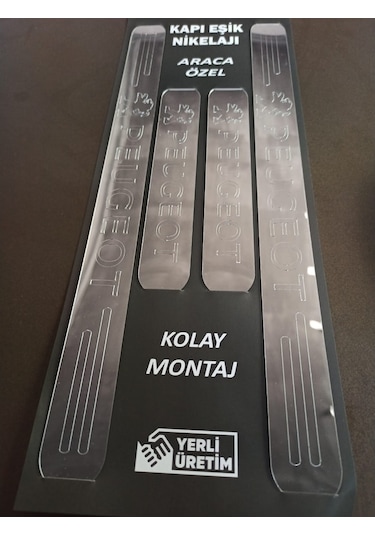 KAPI EŞİK
NİKELAJI
ARACA
ÖZEL
PEUGEOT
PEUGEOT
PEUGEOT
PEUGEOT
KOLAY
MONTAJ
YERLİ
ÜRETİM